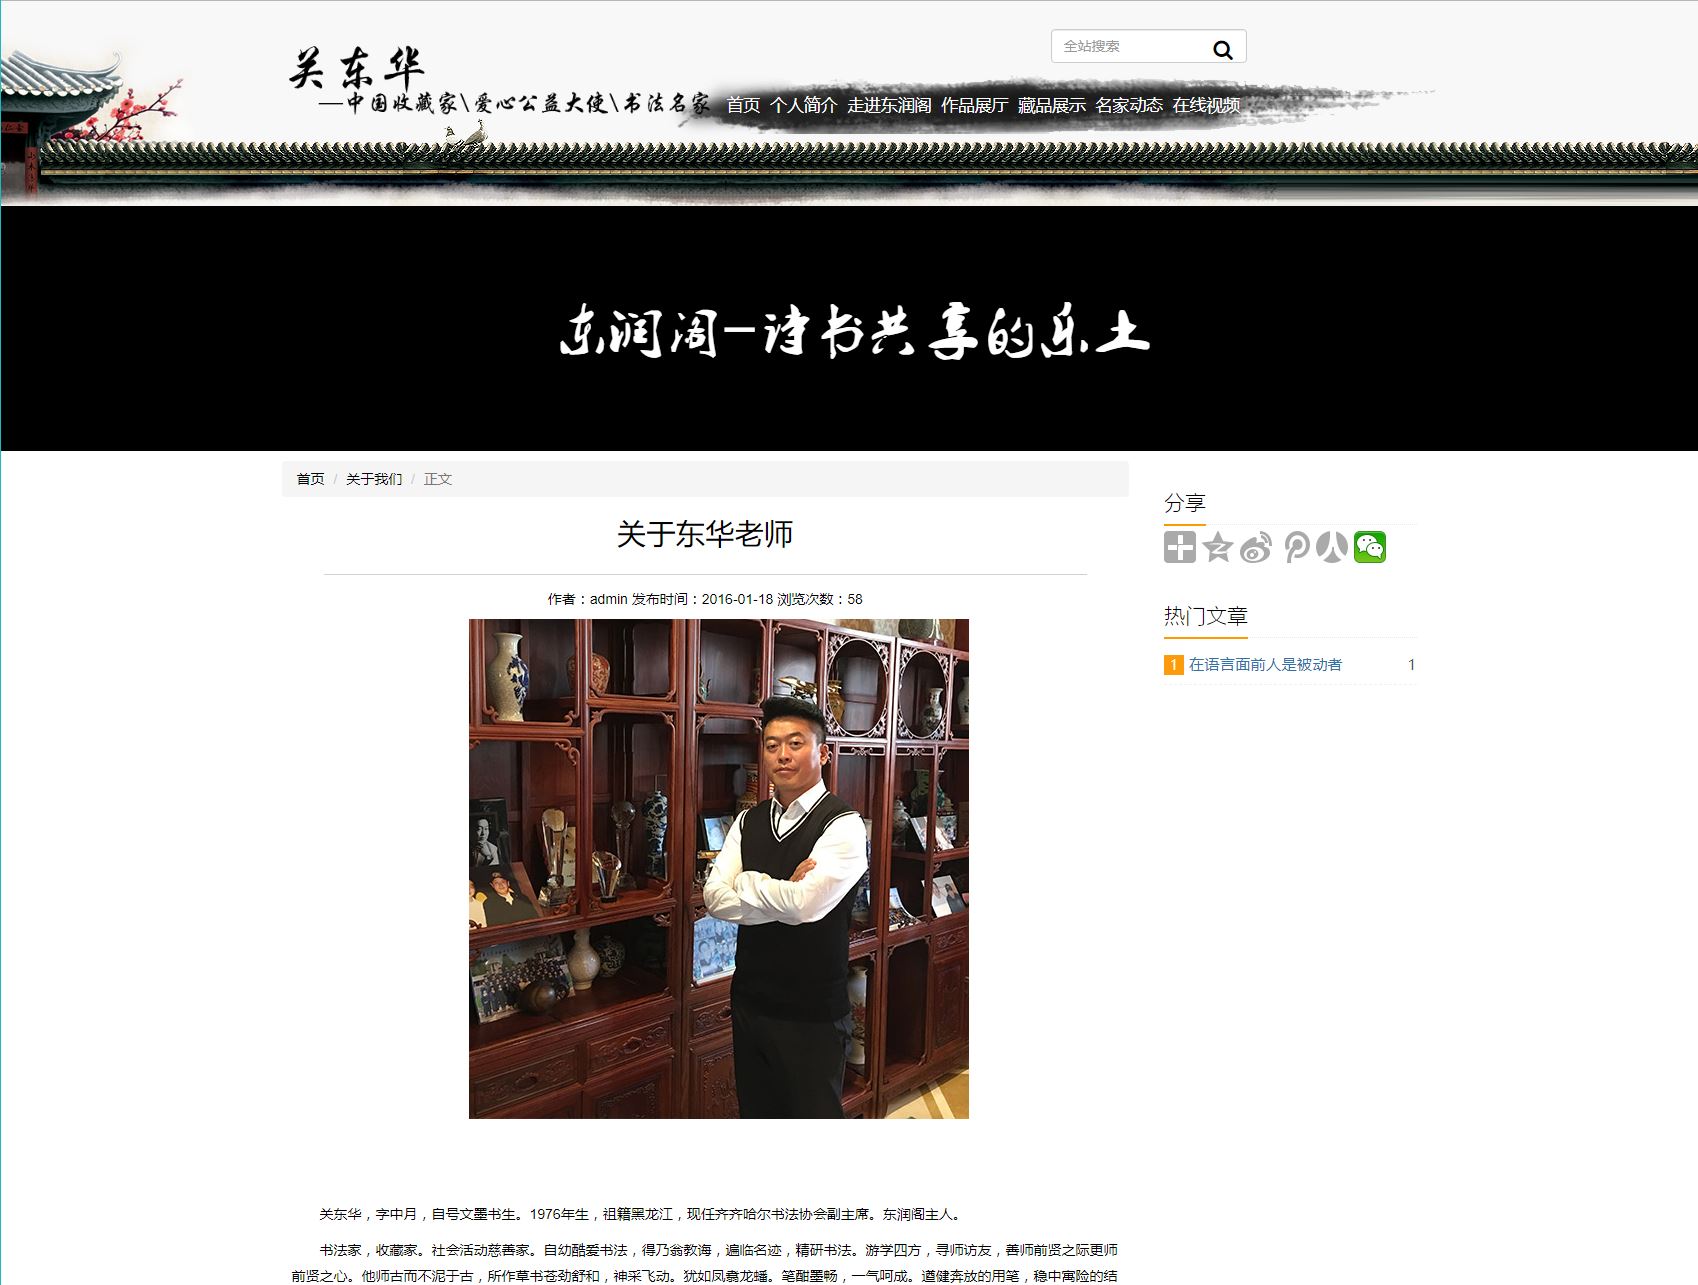 全站搜索
关东华
—中国收藏家\爱心公益大使\书法名家
首页 个人简介 走进东润阁 作品展厅 藏品展示 名家动态 在线视频
东润阁-诗书共享的乐土
首页 / 关于我们 / 正文
关于东华老师
作者：admin 发布时间：2016-01-18 浏览次数：58
分享
热门文章
1 在语言面前人是被动者 1
关东华，字中月，自号文墨书生。1976年生，祖籍黑龙江，现任齐齐哈尔书法协会副主席。东润阁主人。
书法家，收藏家。社会活动慈善家。自幼酷爱书法，得乃翁教诲，遍临名迹，精研书法。游学四方，寻师访友，善师前贤之际更师
前贤之心。他师古而不泥于古，所作草书苍劲舒和，神采飞动。犹如凤翥龙蟠。笔酣墨畅，一气呵成。遒健奔放的用笔，稳中寓险的结